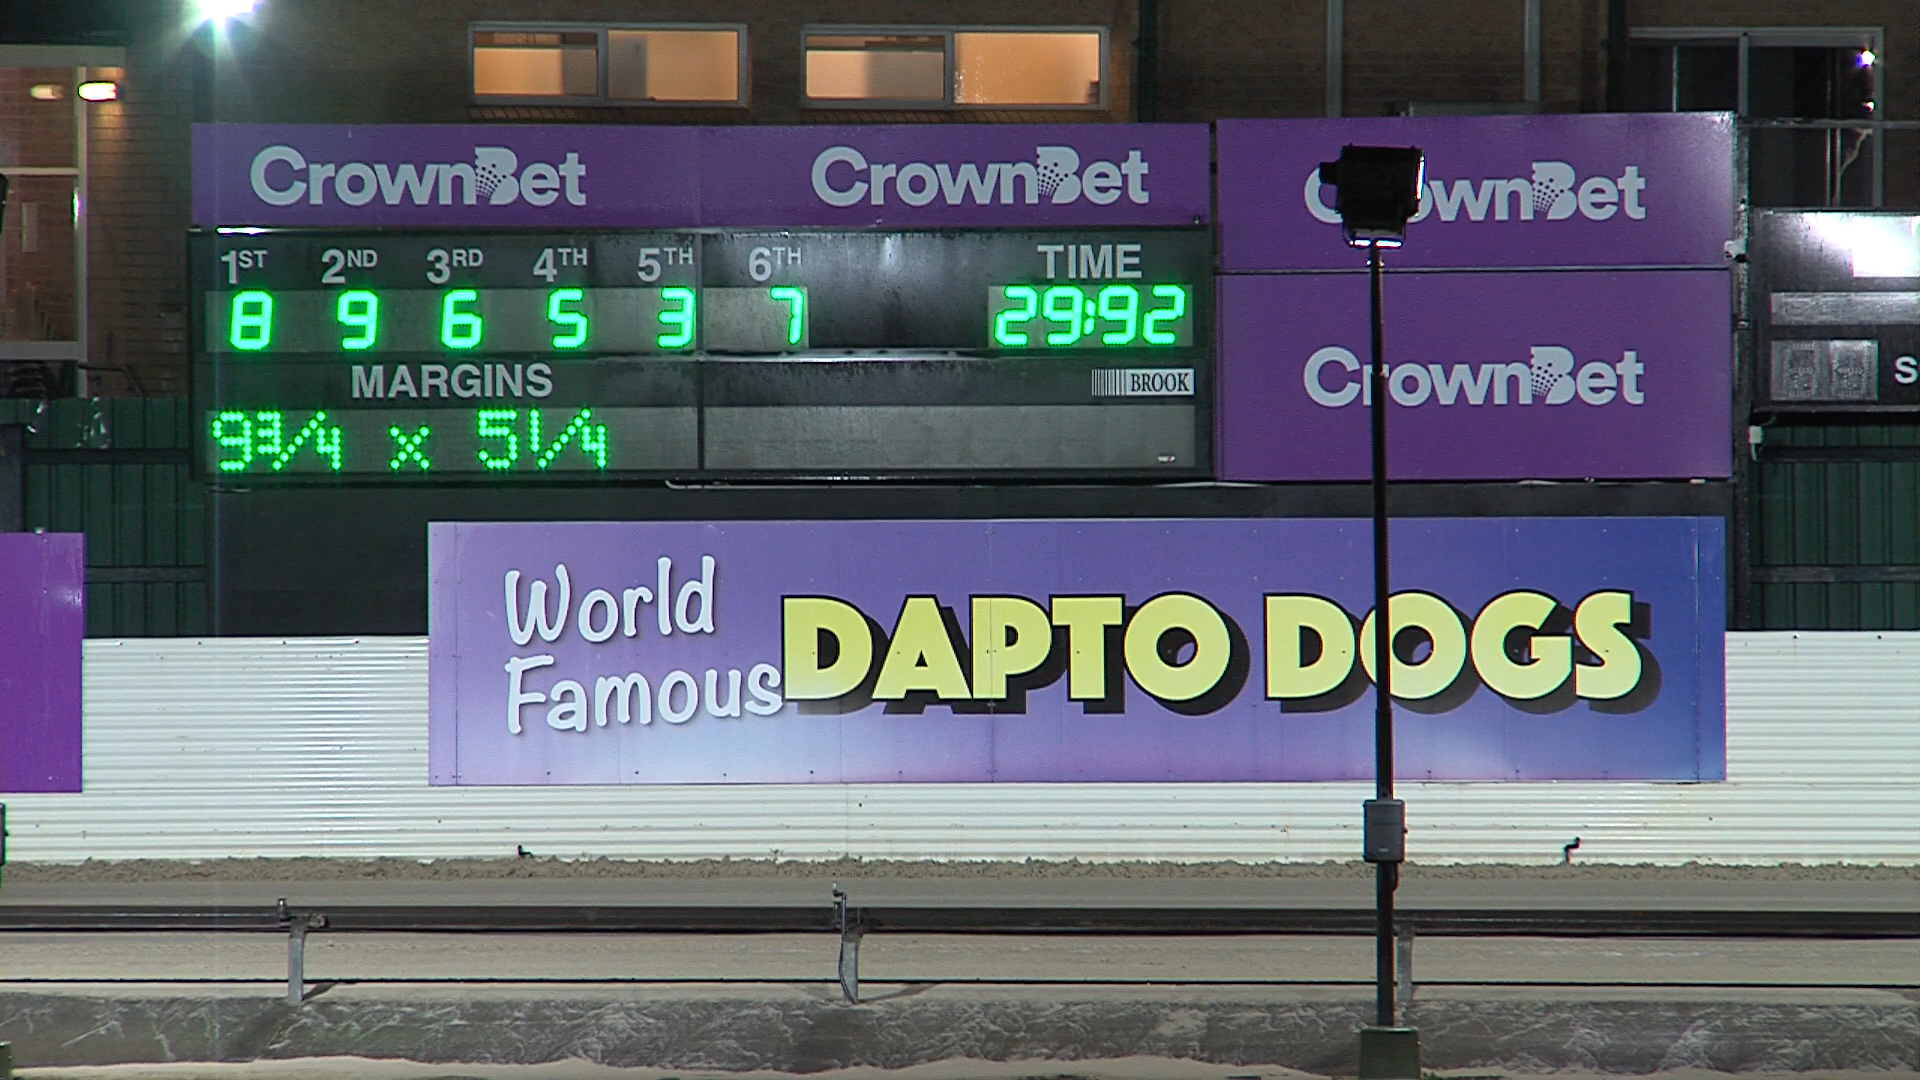 CrownBet CrownBet
CrownBet
1ST 2ND 3RD 4TH 5TH 6TH TIME
8 9 6 5 3 7 29:92
MARGINS
BROOK
9¾ x 5¼
CrownBet
World
Famous
DAPTO DOGS
S